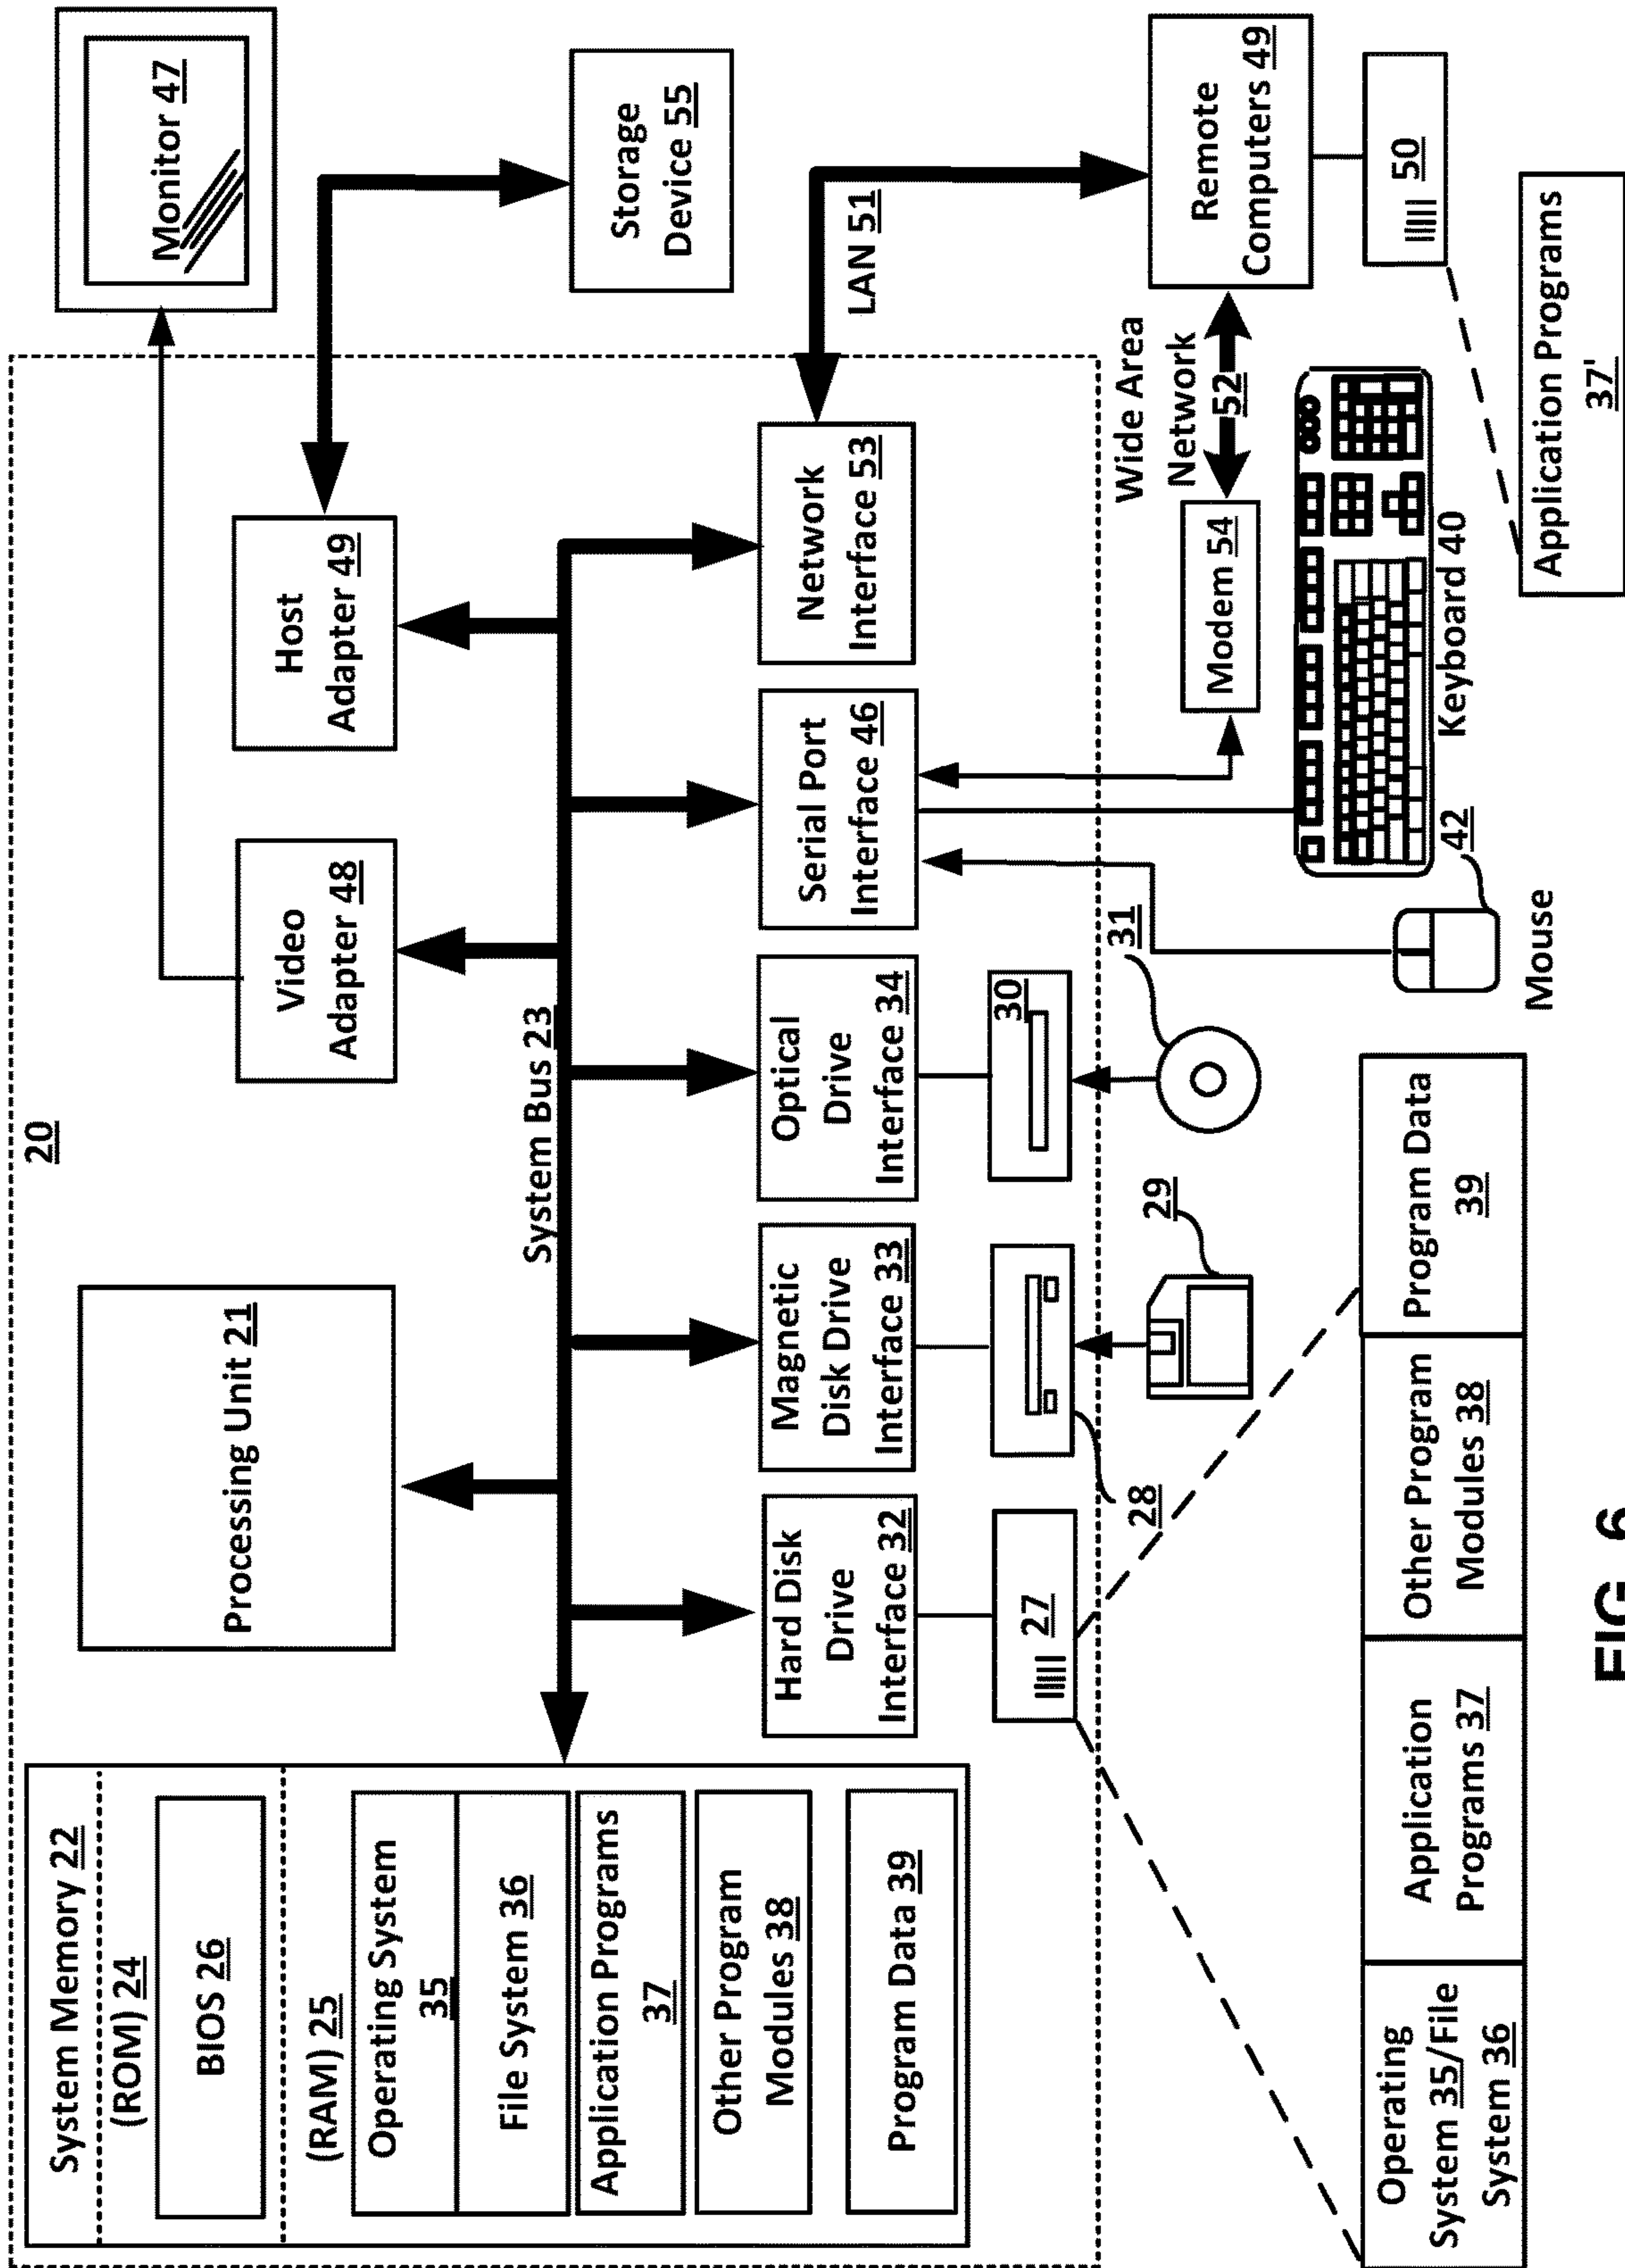 20
System Memory 22
(ROM) 24
BIOS 26
(RAM) 25
Operating System
35
File System 36
Application Programs
37
Other Program
Modules 38
Program Data 39
Processing Unit 21
Video
Adapter 48
Host
Adapter 49
Monitor 47
System Bus 23
Storage
Device 55
Hard Disk
Drive
Interface 32
Magnetic
Disk Drive
Interface 33
Optical
Drive
Interface 34
Serial Port
Interface 46
Network
Interface 53
LAN 51
27
28
29
30
31
Modem 54
Wide Area
Network
52
Remote
Computers 49
50
Keyboard 40
42
Mouse
Application Programs
37'
Operating
System 35/File
System 36
Application
Programs 37
Other Program
Modules 38
Program Data
39
FIG. 6